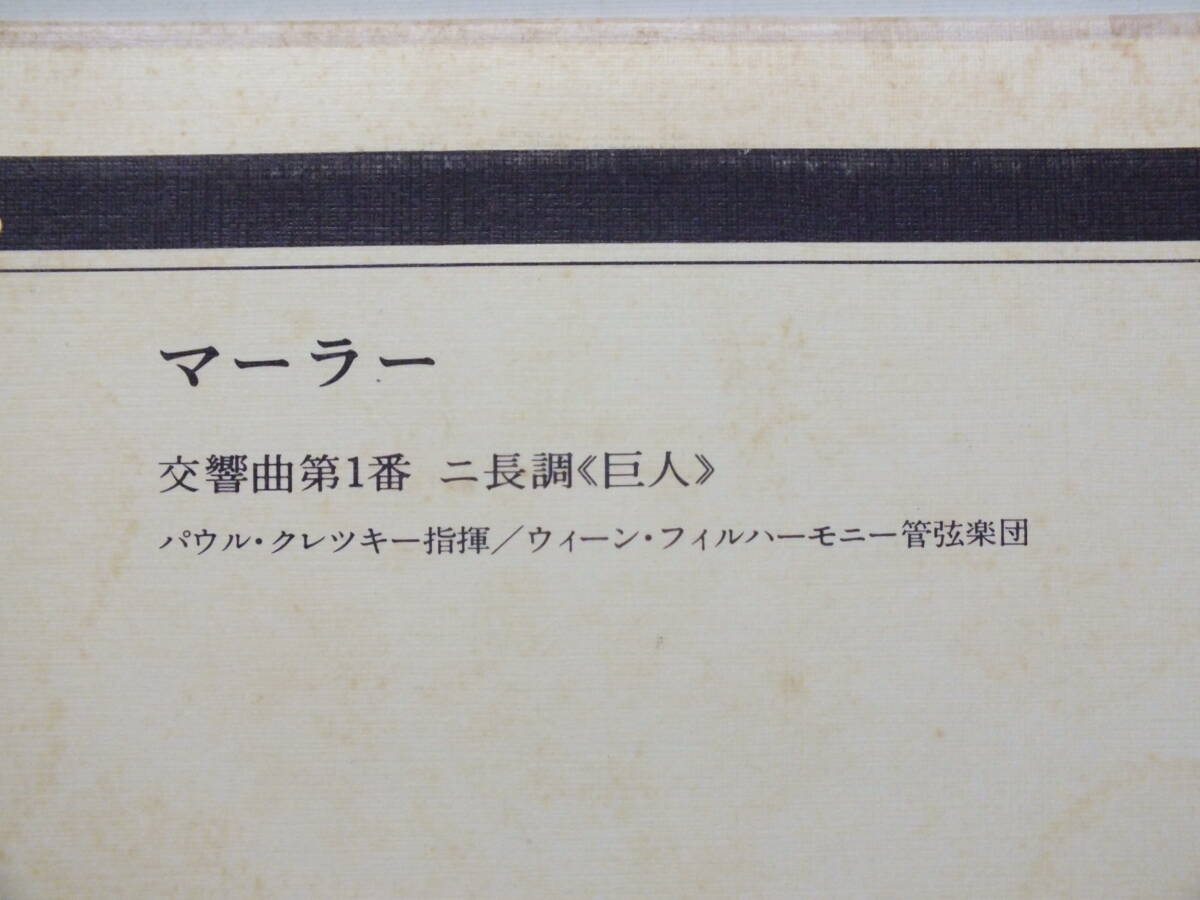 マーラー
交響曲第1番 ニ長調《巨人》
パウル・クレツキー指揮／ウィーン・フィルハーモニー管弦楽団